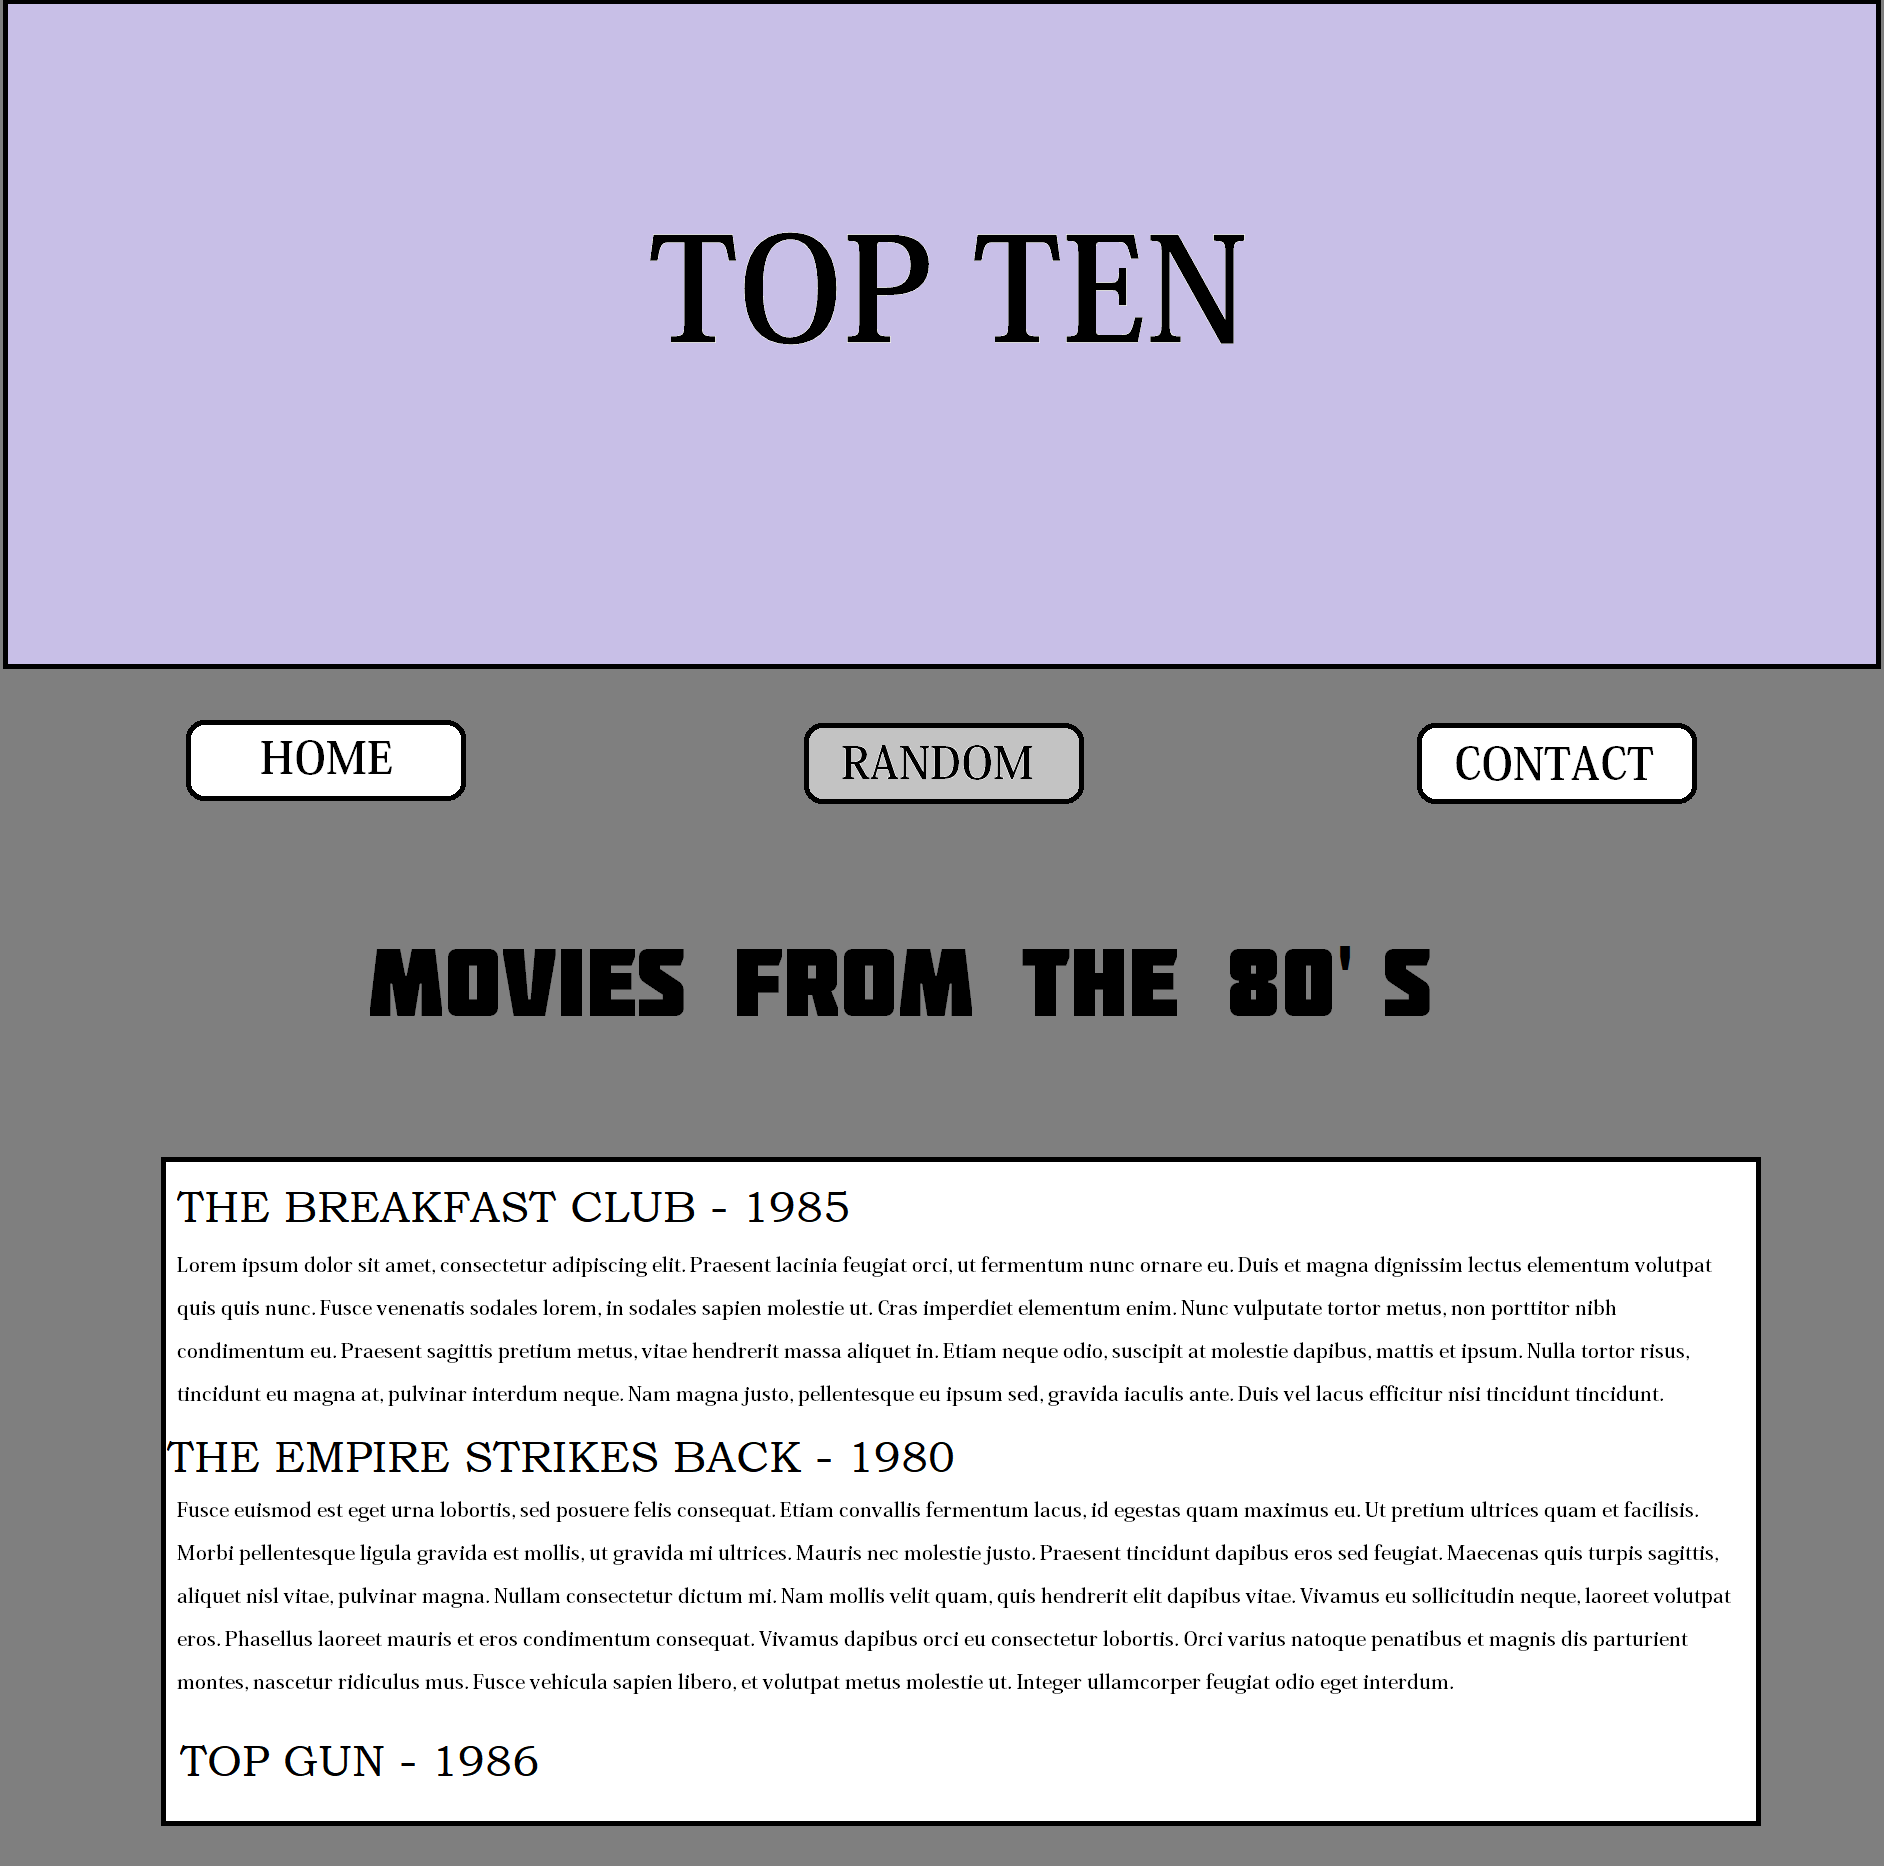 TOP TEN
HOME
RANDOM
CONTACT
MOVIES FROM THE 80' S
THE BREAKFAST CLUB - 1985
Lorem ipsum dolor sit amet, consectetur adipiscing elit. Praesent lacinia feugiat orci, ut fermentum nunc ornare eu. Duis et magna dignissim lectus elementum volutpat
quis quis nunc. Fusce venenatis sodales lorem, in sodales sapien molestie ut. Cras imperdiet elementum enim. Nunc vulputate tortor metus, non porttitor nibh
condimentum eu. Praesent sagittis pretium metus, vitae hendrerit massa aliquet in. Etiam neque odio, suscipit at molestie dapibus, mattis et ipsum. Nulla tortor risus,
tincidunt eu magna at, pulvinar interdum neque. Nam magna justo, pellentesque eu ipsum sed, gravida iaculis ante. Duis vel lacus efficitur nisi tincidunt tincidunt.
THE EMPIRE STRIKES BACK - 1980
Fusce euismod est eget urna lobortis, sed posuere felis consequat. Etiam convallis fermentum lacus, id egestas quam maximus eu. Ut pretium ultrices quam et facilisis.
Morbi pellentesque ligula gravida est mollis, ut gravida mi ultrices. Mauris nec molestie justo. Praesent tincidunt dapibus eros sed feugiat. Maecenas quis turpis sagittis,
aliquet nisl vitae, pulvinar magna. Nullam consectetur dictum mi. Nam mollis velit quam, quis hendrerit elit dapibus vitae. Vivamus eu sollicitudin neque, laoreet volutpat
eros. Phasellus laoreet mauris et eros condimentum consequat. Vivamus dapibus orci eu consectetur lobortis. Orci varius natoque penatibus et magnis dis parturient
montes, nascetur ridiculus mus. Fusce vehicula sapien libero, et volutpat metus molestie ut. Integer ullamcorper feugiat odio eget interdum.
TOP GUN - 1986